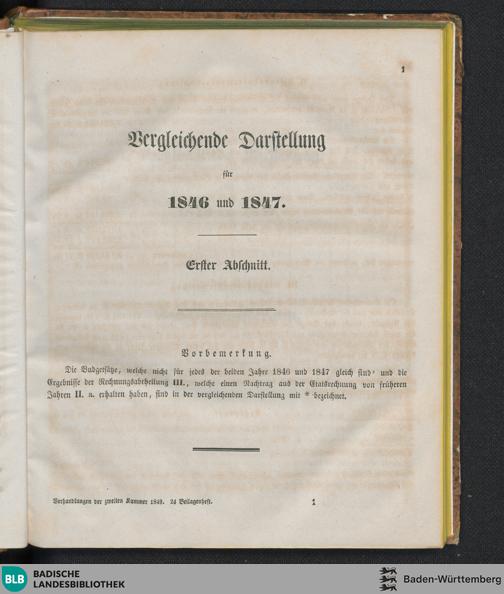 1
Vergleichende Darstellung
für
1846 und 1847.
Erster Abschnitt.
Vorbemerkung.
Die Budgetsätze, welche nicht für jedes der beiden Jahre 1846 und 1847 gleich sind, und die
Ergebnisse der Rechnungsabtheilung III., welche einen Nachtrag aus der Etatsrechnung von früheren
Jahren II. a. erhalten haben, sind in der vergleichenden Darstellung mit * bezeichnet.
Verhandlungen der zweiten Kammer 1849. 2d Beilagenheft. 1
BLB BADISCHE
LANDESBIBLIOTHEK
Baden-Württemberg